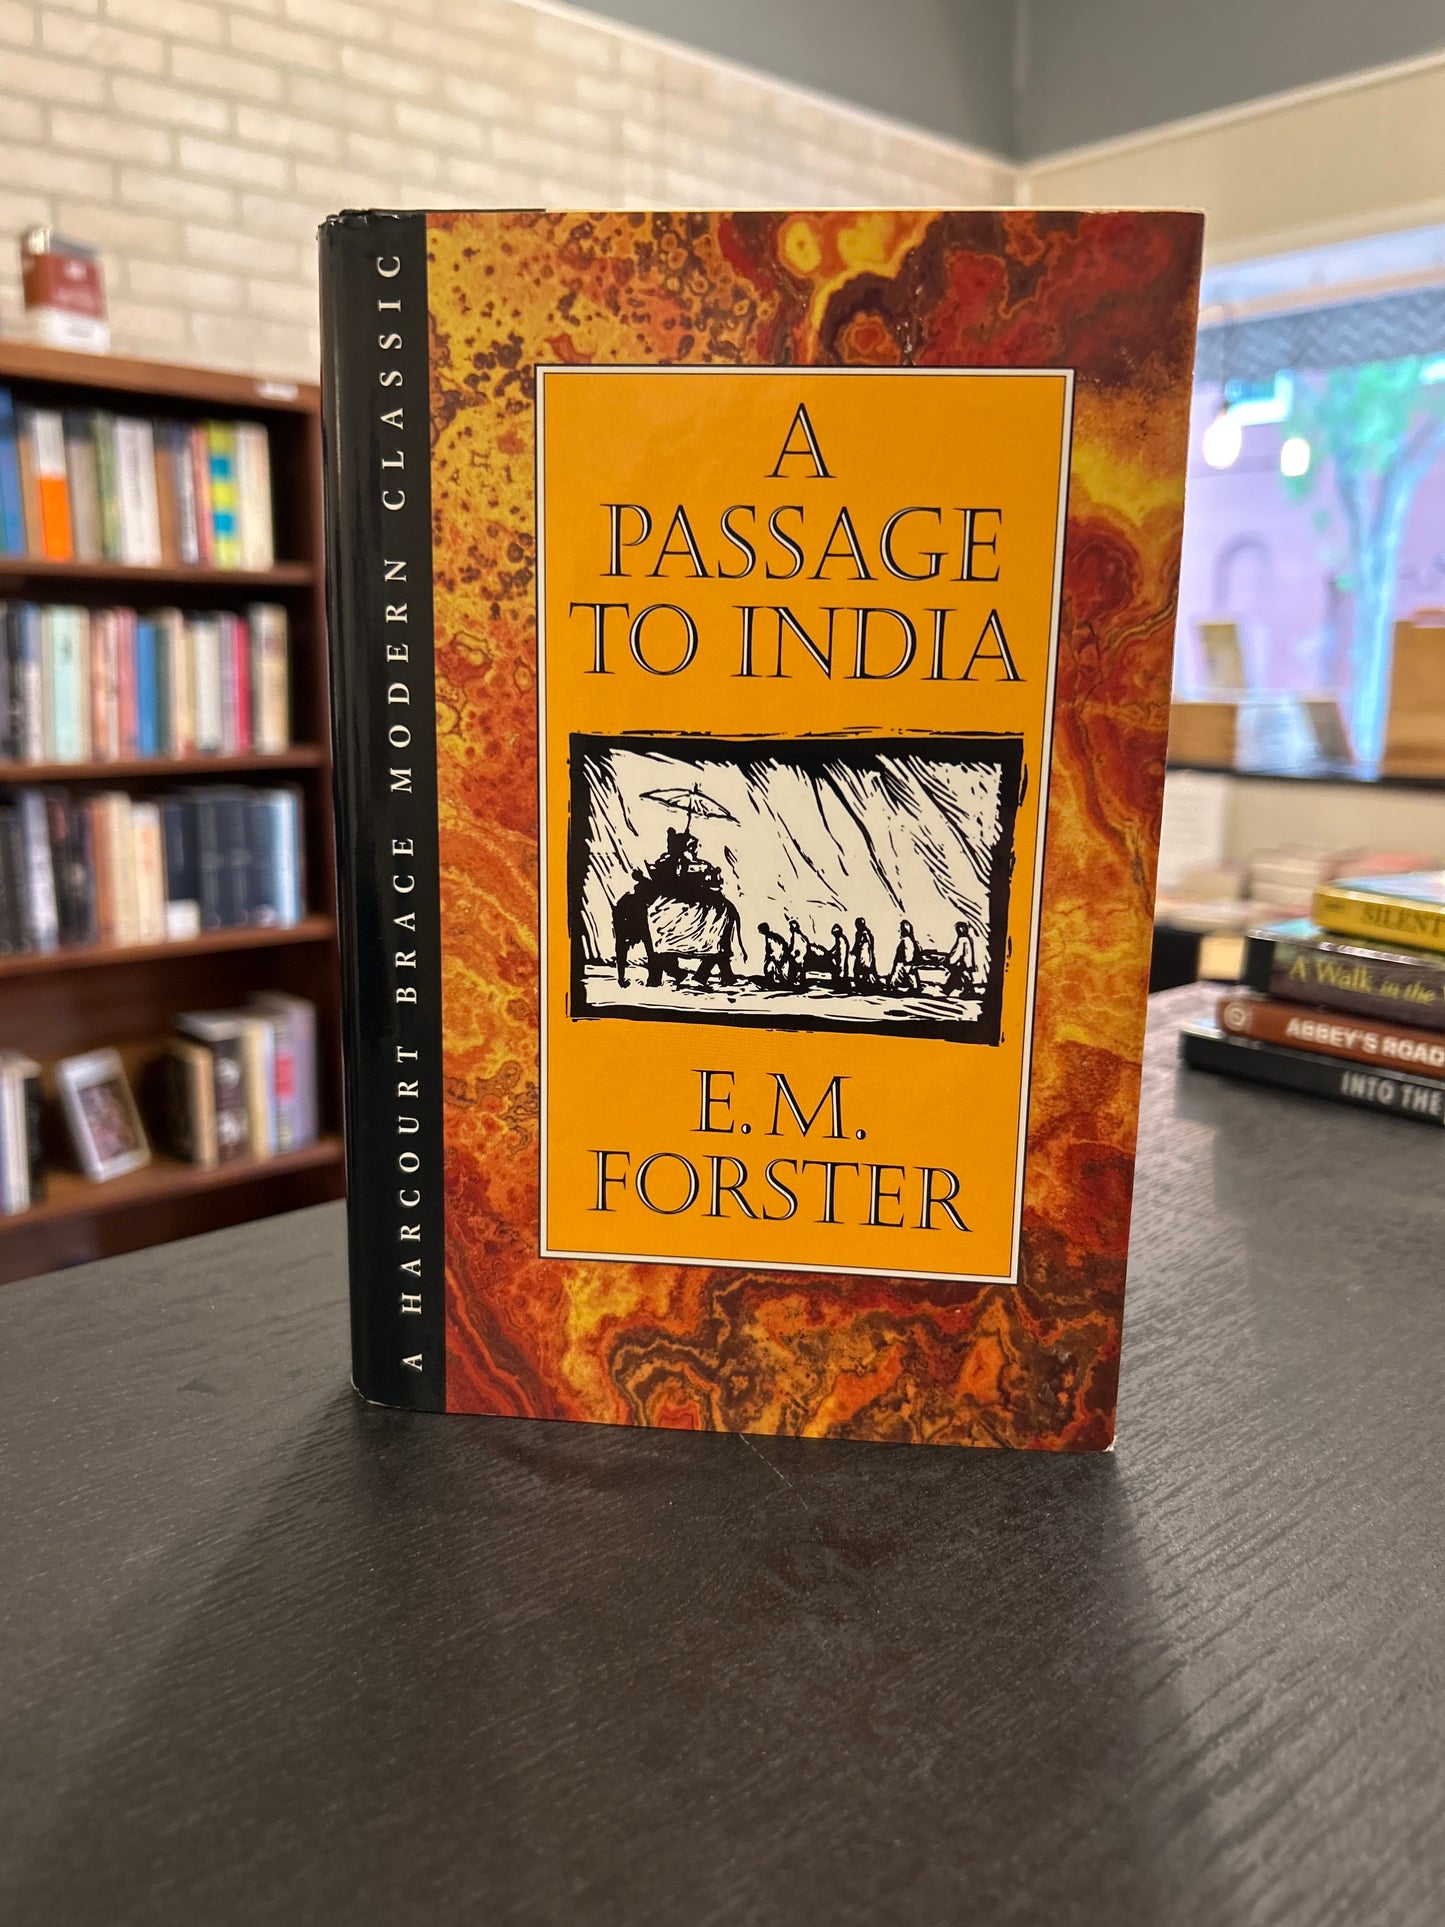 A HARCOURT BRACE MODERN CLASSIC
A
PASSAGE
TO INDIA
E. M.
FORSTER
SILENT
A Walk in the
ABBEY'S ROAD
INTO THE